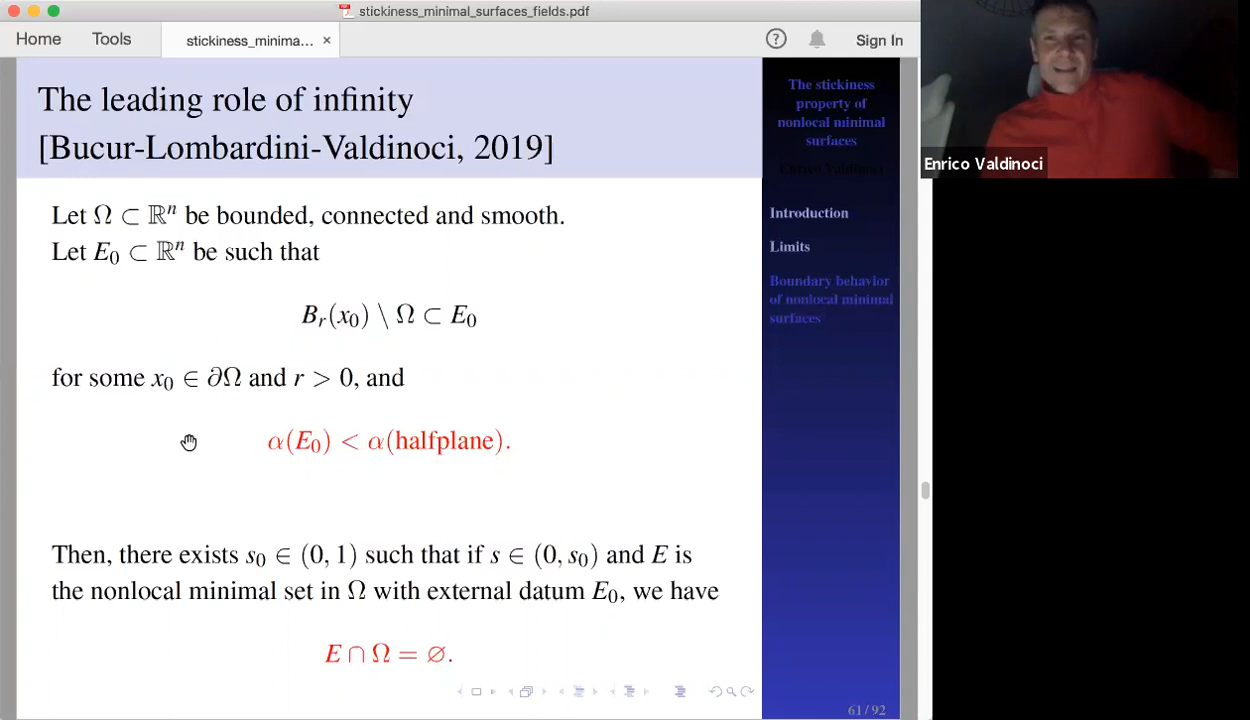 stickiness_minimal_surfaces_fields.pdf
Home Tools stickiness_minima... × Sign In
The leading role of infinity
[Bucur-Lombardini-Valdinoci, 2019]
Let Ω ⊂ ℝⁿ be bounded, connected and smooth.
Let E₀ ⊂ ℝⁿ be such that
Bᵣ(x₀) \ Ω ⊂ E₀
for some x₀ ∈ ∂Ω and r > 0, and
α(E₀) < α(halfplane).
Then, there exists s₀ ∈ (0, 1) such that if s ∈ (0, s₀) and E is
the nonlocal minimal set in Ω with external datum E₀, we have
E ∩ Ω = ∅.
The stickiness
property of
nonlocal minimal
surfaces
Enrico Valdinoci
Introduction
Limits
Boundary behavior
of nonlocal minimal
surfaces
61 / 92
Enrico Valdinoci